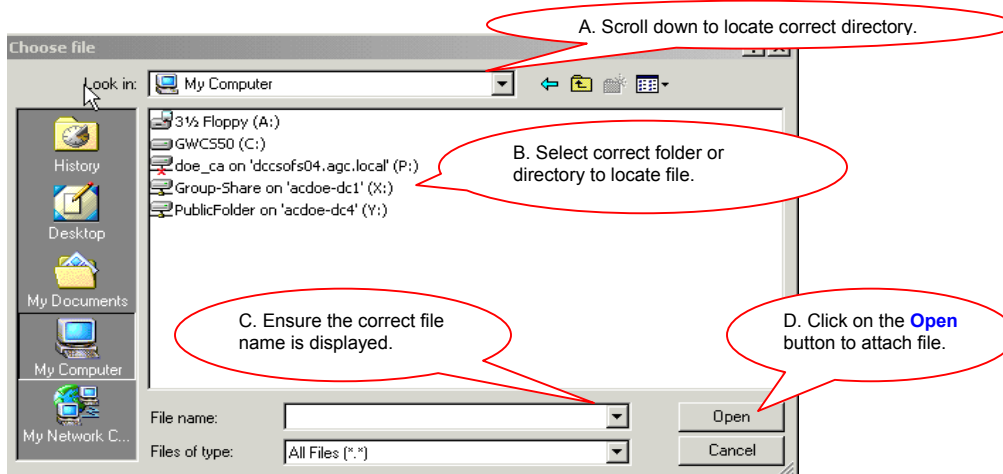 A. Scroll down to locate correct directory.
Choose file
Look in:
My Computer
3½ Floppy (A:)
GWCS50 (C:)
doe_ca on 'dccsofs04.agc.local' (P:)
Group-Share on 'acdoe-dc1' (X:)
PublicFolder on 'acdoe-dc4' (Y:)
B. Select correct folder or
directory to locate file.
History
Desktop
My Documents
My Computer
My Network C...
C. Ensure the correct file
name is displayed.
D. Click on the Open
button to attach file.
File name:
Open
Files of type:
All Files (*.*)
Cancel